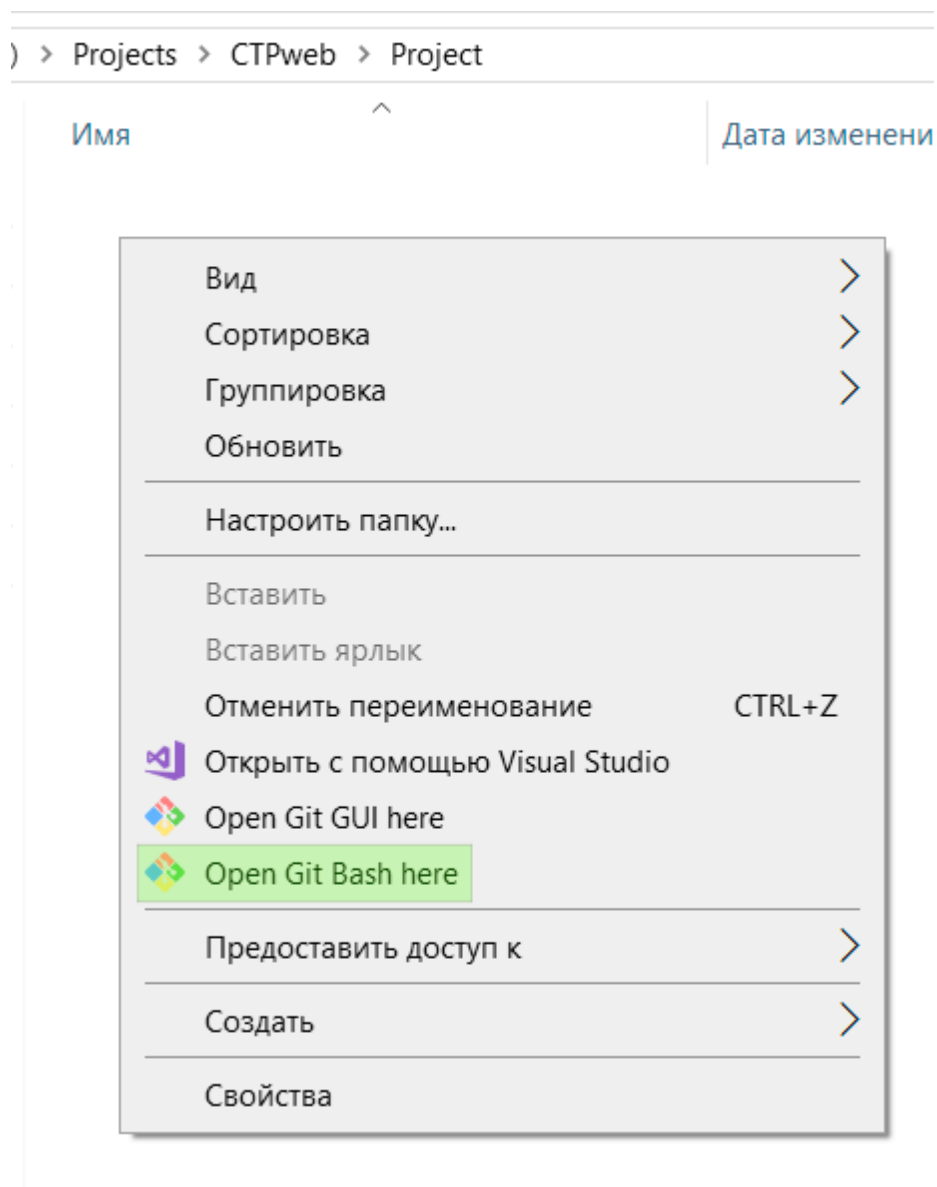 ) > Projects > CTPweb > Project
Имя Дата изменени
Вид
Сортировка
Группировка
Обновить
Настроить папку...
Вставить
Вставить ярлык
Отменить переименование CTRL+Z
Открыть с помощью Visual Studio
Open Git GUI here
Open Git Bash here
Предоставить доступ к
Создать
Свойства